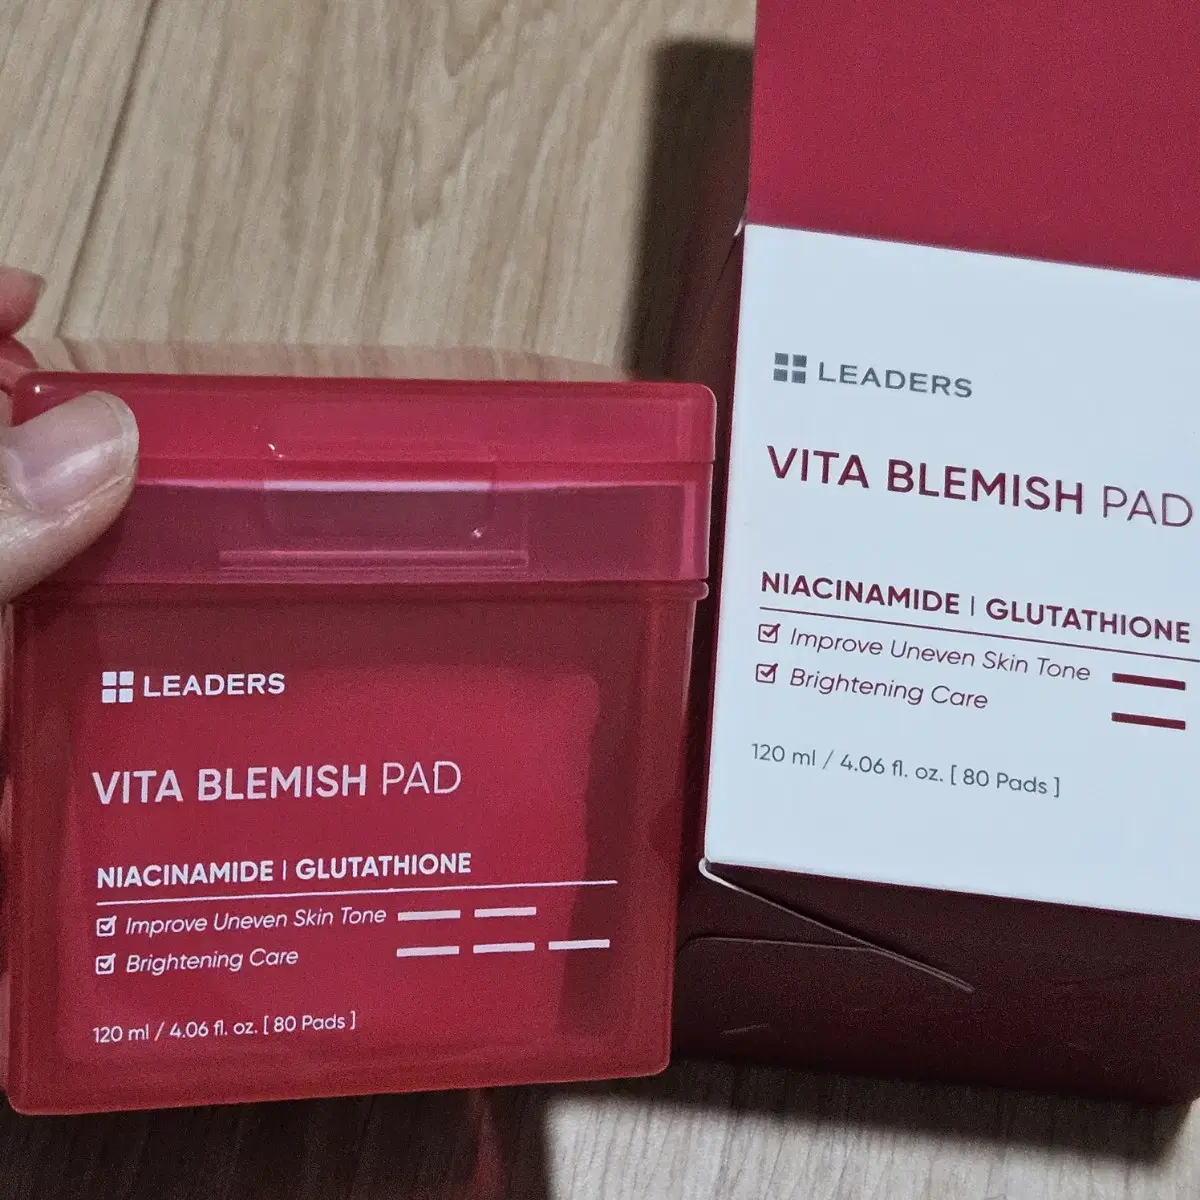 LEADERS
VITA BLEMISH PAD
NIACINAMIDE | GLUTATHIONE
Improve Uneven Skin Tone
Brightening Care
120 ml / 4.06 fl. oz. [ 80 Pads ]
LEADERS
VITA BLEMISH PAD
NIACINAMIDE | GLUTATHIONE
Improve Uneven Skin Tone
Brightening Care
120 ml / 4.06 fl. oz. [ 80 Pads ]